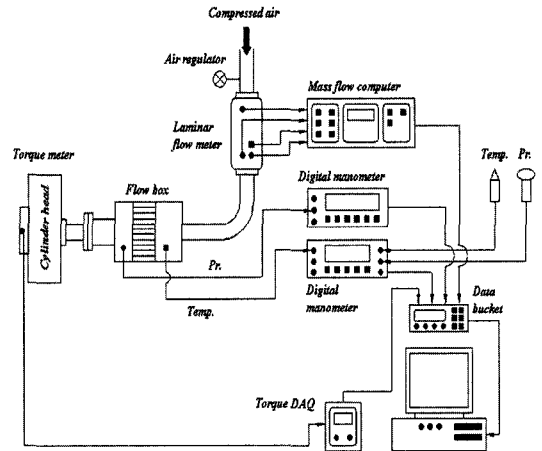 Compressed air
Air regulator
Mass flow computer
Laminar
flow meter
Torque meter
Temp.
Pr.
Flow box
Digital manometer
Cylinder head
Pr.
Temp.
Digital
manometer
Data
bucket
Torque DAQ